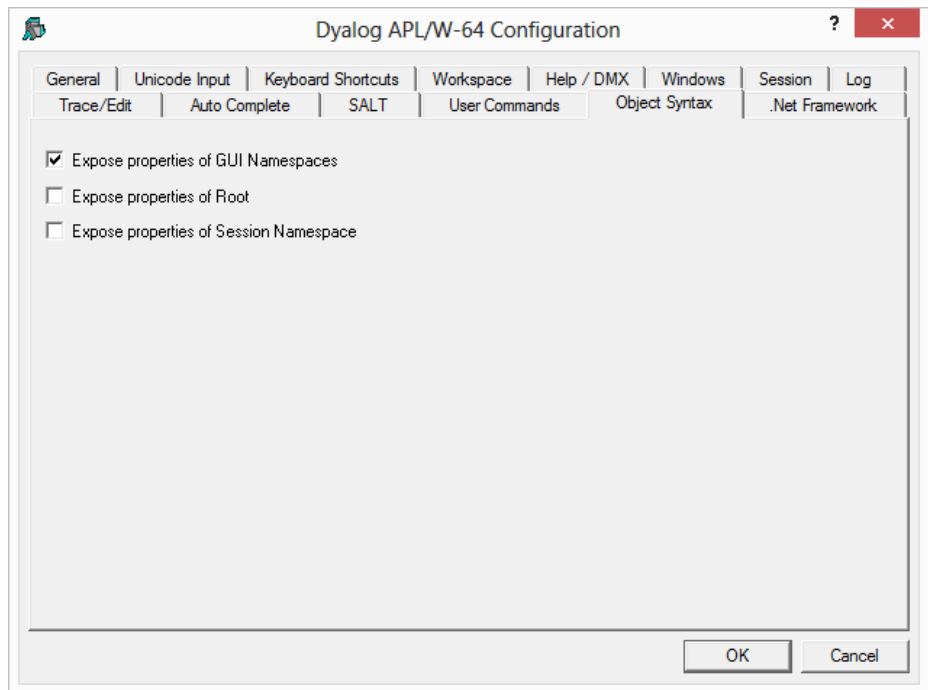 Dyalog APL/W-64 Configuration ? ×
General Unicode Input Keyboard Shortcuts Workspace Help / DMX Windows Session Log
Trace/Edit Auto Complete SALT User Commands Object Syntax .Net Framework
Expose properties of GUI Namespaces
Expose properties of Root
Expose properties of Session Namespace
OK Cancel